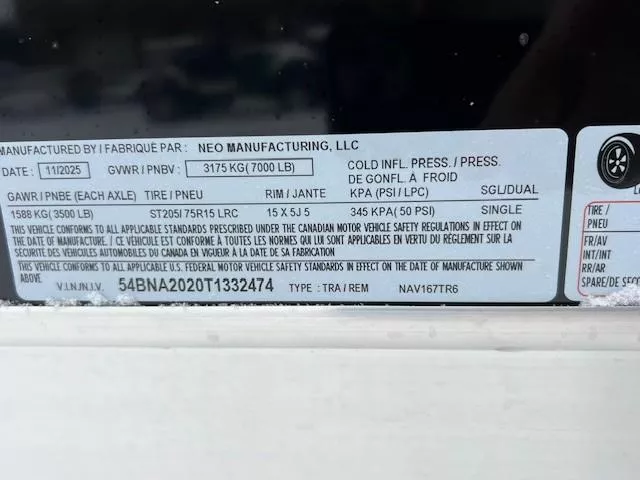 MANUFACTURED BY / FABRIQUÉ PAR : NEO MANUFACTURING, LLC
DATE : 11/2025 GVWR / PNBV : 3175 KG( 7000 LB)
COLD INFL. PRESS. / PRESS.
DE GONFL. À FROID
GAWR / PNBE (EACH AXLE) TIRE / PNEU RIM / JANTE KPA (PSI / LPC) SGL/DUAL
1588 KG( 3500 LB) ST205/ 75R15 LRC 15 X 5J 5 345 KPA( 50 PSI) SINGLE
THIS VEHICLE CONFORMS TO ALL APPLICABLE STANDARDS PRESCRIBED UNDER THE CANADIAN MOTOR VEHICLE SAFETY REGULATIONS IN EFFECT ON
THE DATE OF MANUFACTURE. / CE VÉHICULE EST CONFORME À TOUTES LES NORMES QUI LUI SONT APPLICABLES EN VERTU DU RÈGLEMENT SUR LA
SÉCURITÉ DES VÉHICULES AUTOMOBILES DU CANADA EN VIGUEUR À LA DATE DE SA FABRICATION
THIS VEHICLE CONFORMS TO ALL APPLICABLE U.S. FEDERAL MOTOR VEHICLE SAFETY STANDARDS IN EFFECT ON THE DATE OF MANUFACTURE SHOWN
ABOVE.
V.I.N./N.I.V. 54BNA2020T1332474 TYPE : TRA / REM NAV167TR6
TIRE /
PNEU
FR/AV
INT/INT
RR/AR
SPARE/DE SECO